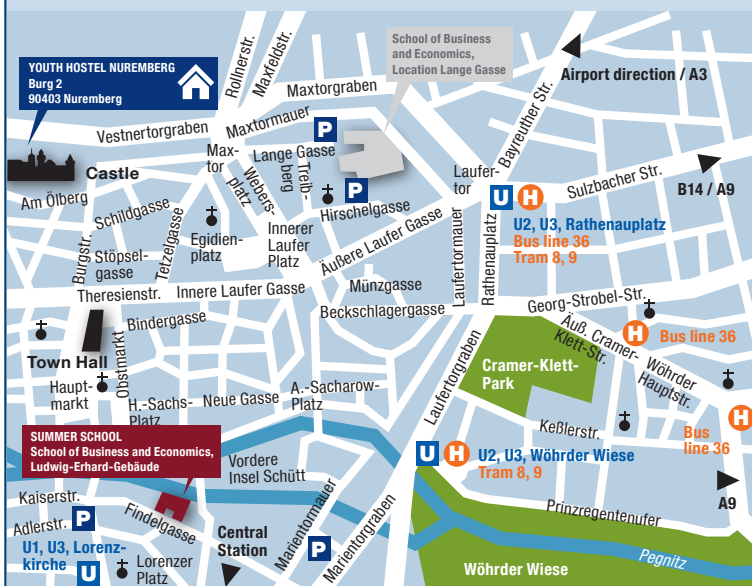 YOUTH HOSTEL NUREMBERG
Burg 2
90403 Nuremberg
Rollnerstr.
Maxfeldstr.
School of Business
and Economics,
Location Lange Gasse
Airport direction / A3
Bayreuther Str.
Maxtorgraben
Vestnertorgraben
Maxtormauer
P
Lange Gasse
Max-
tor
Treib-
berg
Webers-
platz
Castle
Am Ölberg
P
Hirschelgasse
Laufer-
tor
U
H
Sulzbacher Str.
B14 / A9
U2, U3, Rathenauplatz
Bus line 36
Tram 8, 9
Schildgasse
Burgstr.
Stöpsel-
gasse
Tetzelgasse
Egidien-
platz
Innerer
Laufer
Platz
Äußere Laufer Gasse
Laufertormauer
Rathenauplatz
Theresienstr.
Innere Laufer Gasse
Münzgasse
Beckschlagergasse
Georg-Strobel-Str.
Bindergasse
Äuß. Cramer-
Klett-Str.
H
Bus line 36
Town Hall
Obstmarkt
Haupt-
markt
H.-Sachs-
Platz
Neue Gasse
A.-Sacharow-
Platz
Laufertorgraben
Cramer-Klett-
Park
Wöhrder
Hauptstr.
Keßlerstr.
H
Bus
line 36
SUMMER SCHOOL
School of Business and Economics,
Ludwig-Erhard-Gebäude
Vordere
Insel Schütt
U
H
U2, U3, Wöhrder Wiese
Tram 8, 9
Kaiserstr.
Adlerstr.
P
Findelgasse
Central
Station
Marientormauer
P
Marientorgraben
Prinzregentenufer
A9
U1, U3, Lorenz-
kirche
U
Lorenzer
Platz
Wöhrder Wiese
Pegnitz